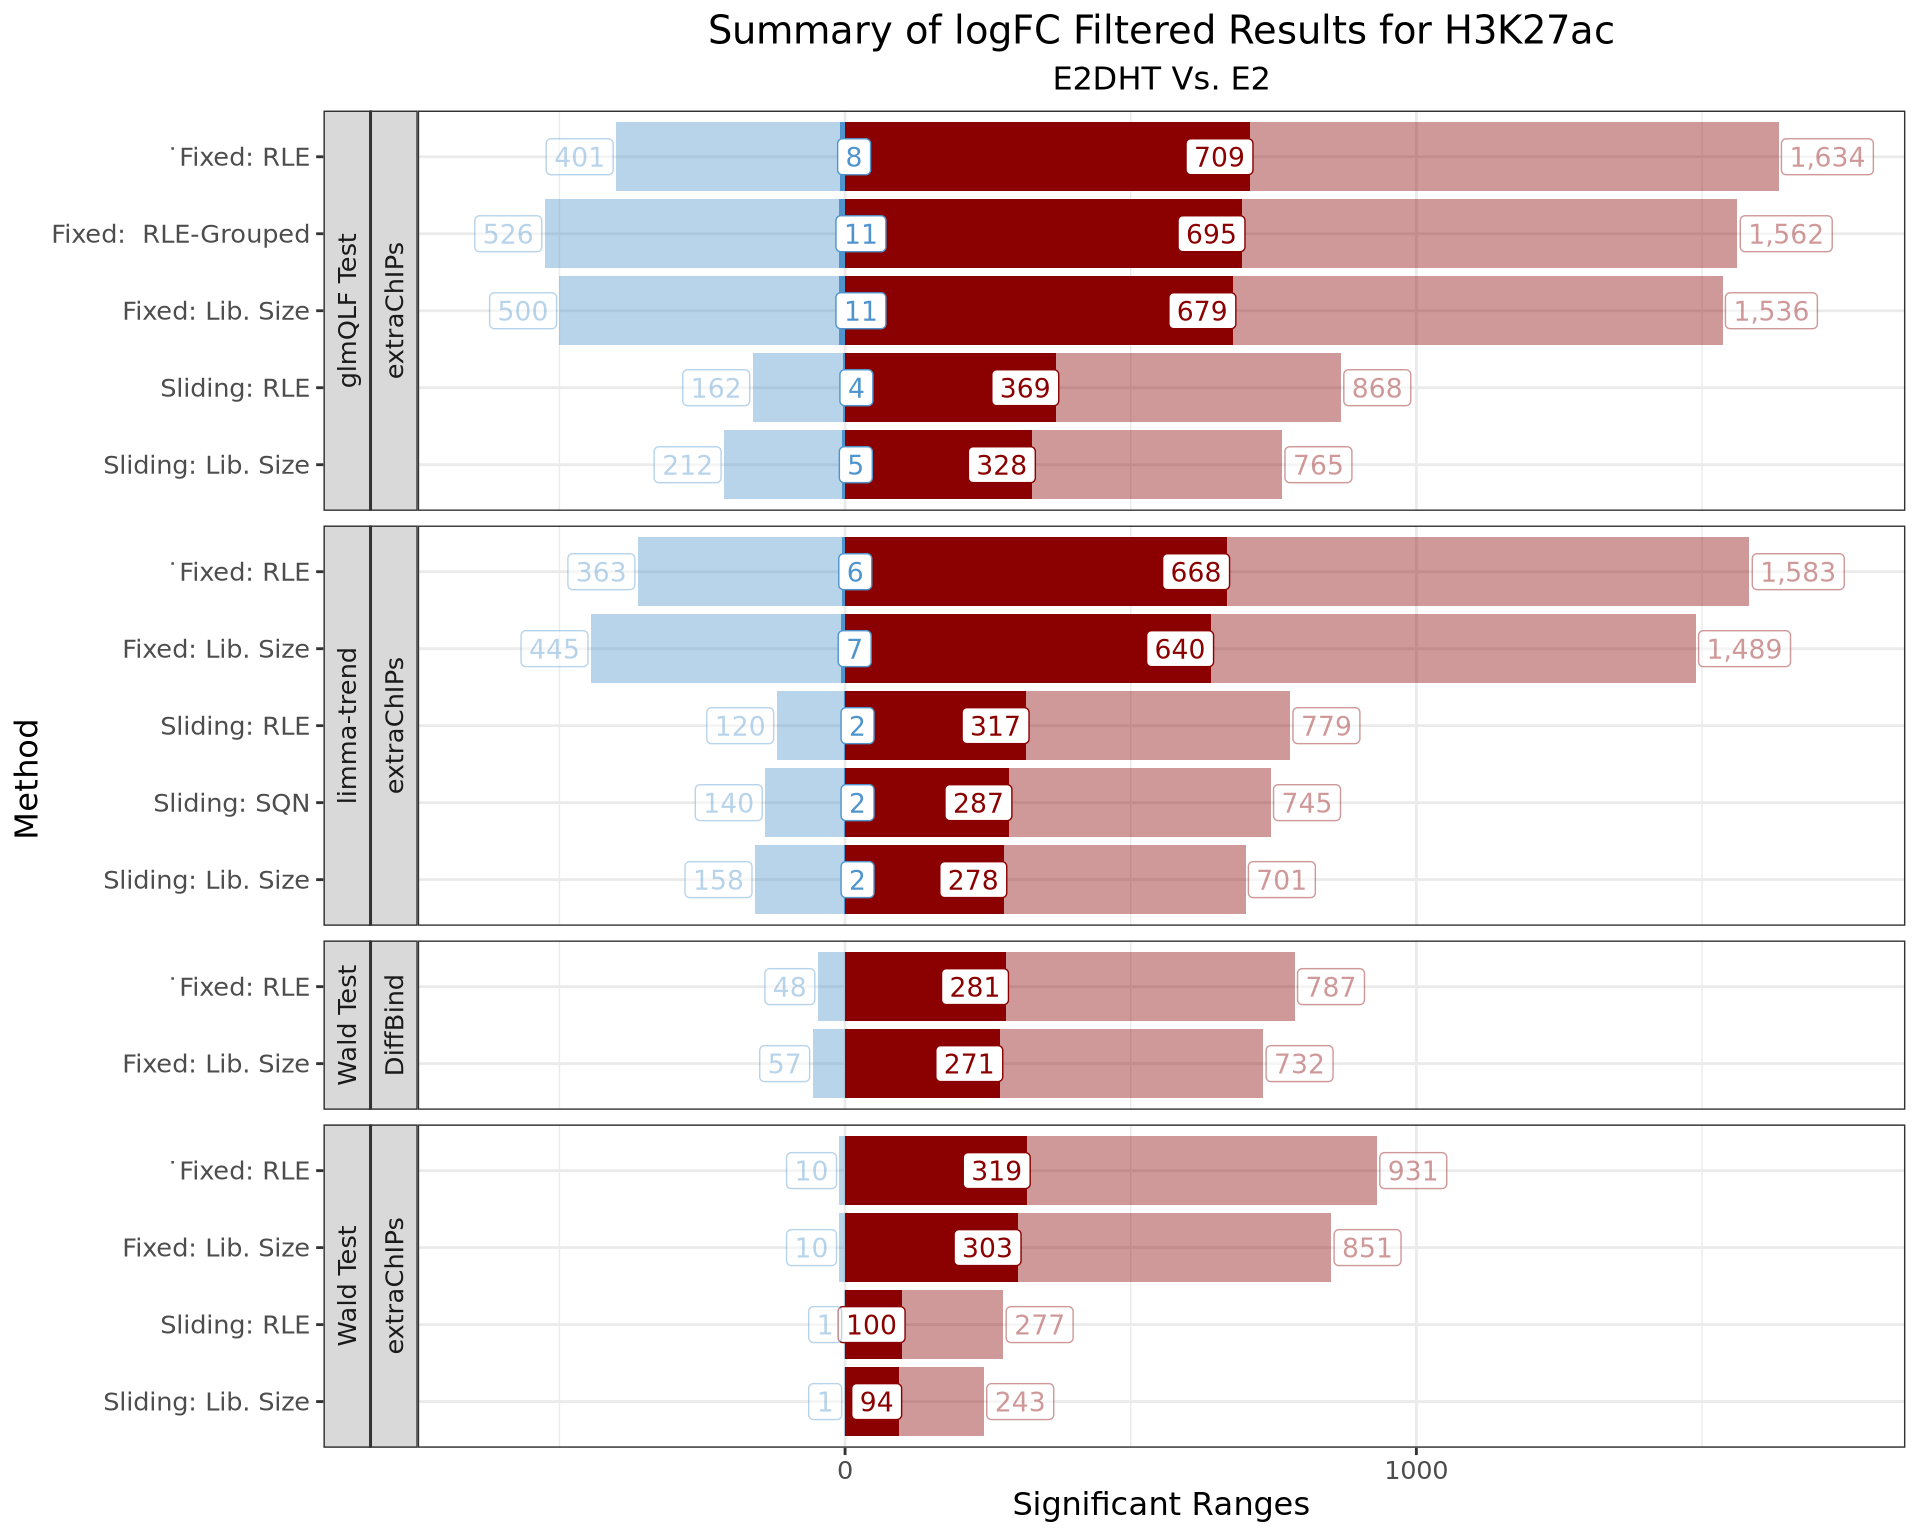 Summary of logFC Filtered Results for H3K27ac
E2DHT Vs. E2
Method
glmQLF Test
extraChIPs
˙Fixed: RLE 401 8 709 1,634
Fixed:  RLE-Grouped 526 11 695 1,562
Fixed: Lib. Size 500 11 679 1,536
Sliding: RLE 162 4 369 868
Sliding: Lib. Size 212 5 328 765
limma-trend
extraChIPs
˙Fixed: RLE 363 6 668 1,583
Fixed: Lib. Size 445 7 640 1,489
Sliding: RLE 120 2 317 779
Sliding: SQN 140 2 287 745
Sliding: Lib. Size 158 2 278 701
Wald Test
DiffBind
˙Fixed: RLE 48 281 787
Fixed: Lib. Size 57 271 732
Wald Test
extraChIPs
˙Fixed: RLE 10 319 931
Fixed: Lib. Size 10 303 851
Sliding: RLE 1 100 277
Sliding: Lib. Size 1 94 243
0 1000
Significant Ranges